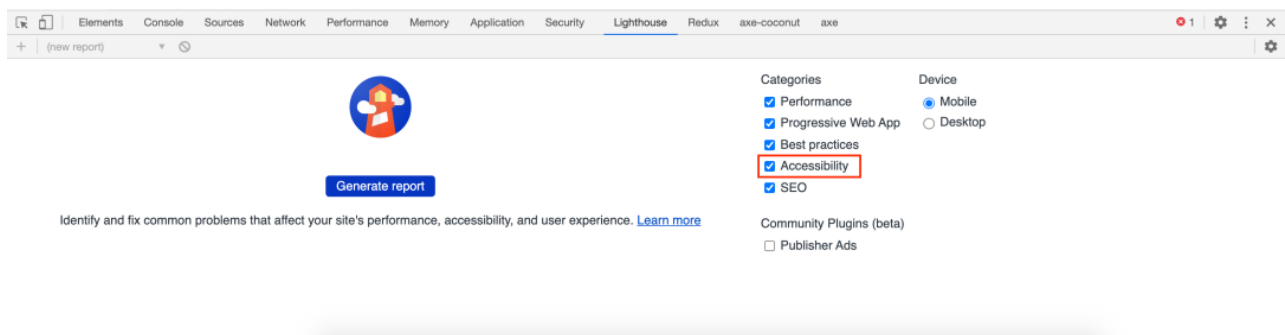 Elements Console Sources Network Performance Memory Application Security Lighthouse Redux axe-coconut axe 1
(new report)
Categories Device
Performance Mobile
Progressive Web App Desktop
Best practices
Accessibility
SEO
Generate report
Identify and fix common problems that affect your site's performance, accessibility, and user experience. Learn more
Community Plugins (beta)
Publisher Ads